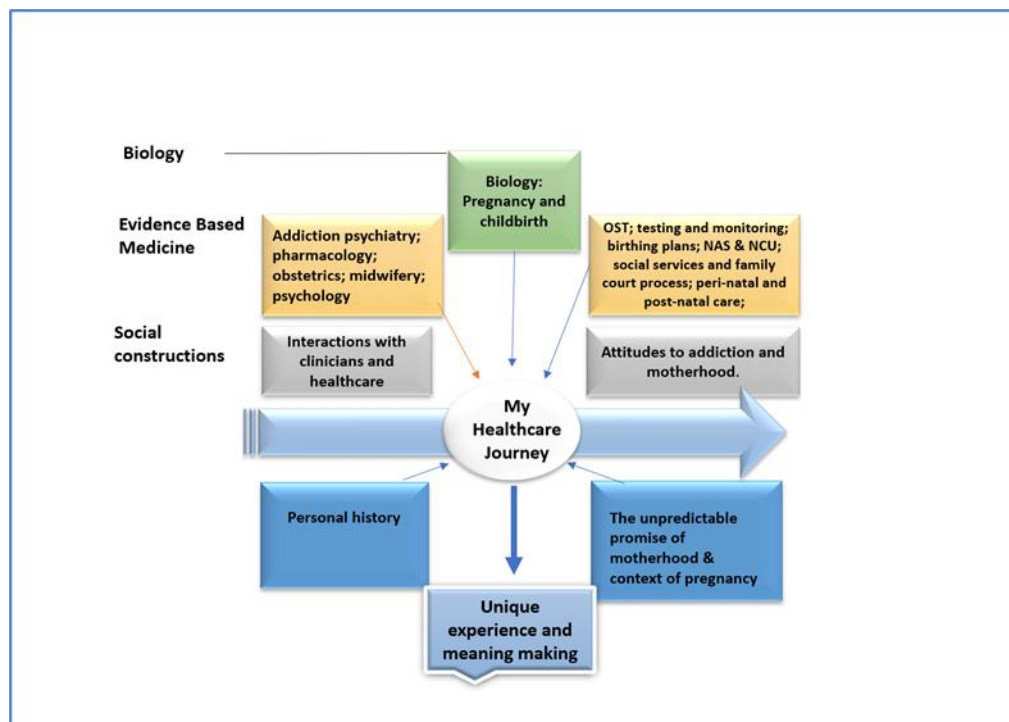 Biology
Biology:
Pregnancy and
childbirth
Evidence Based
Medicine
Addiction psychiatry;
pharmacology;
obstetrics; midwifery;
psychology
OST; testing and monitoring;
birthing plans; NAS & NCU;
social services and family
court process; peri-natal and
post-natal care;
Social
constructions
Interactions with
clinicians and
healthcare
Attitudes to addiction and
motherhood.
My
Healthcare
Journey
Personal history
The unpredictable
promise of
motherhood &
context of pregnancy
Unique
experience and
meaning making